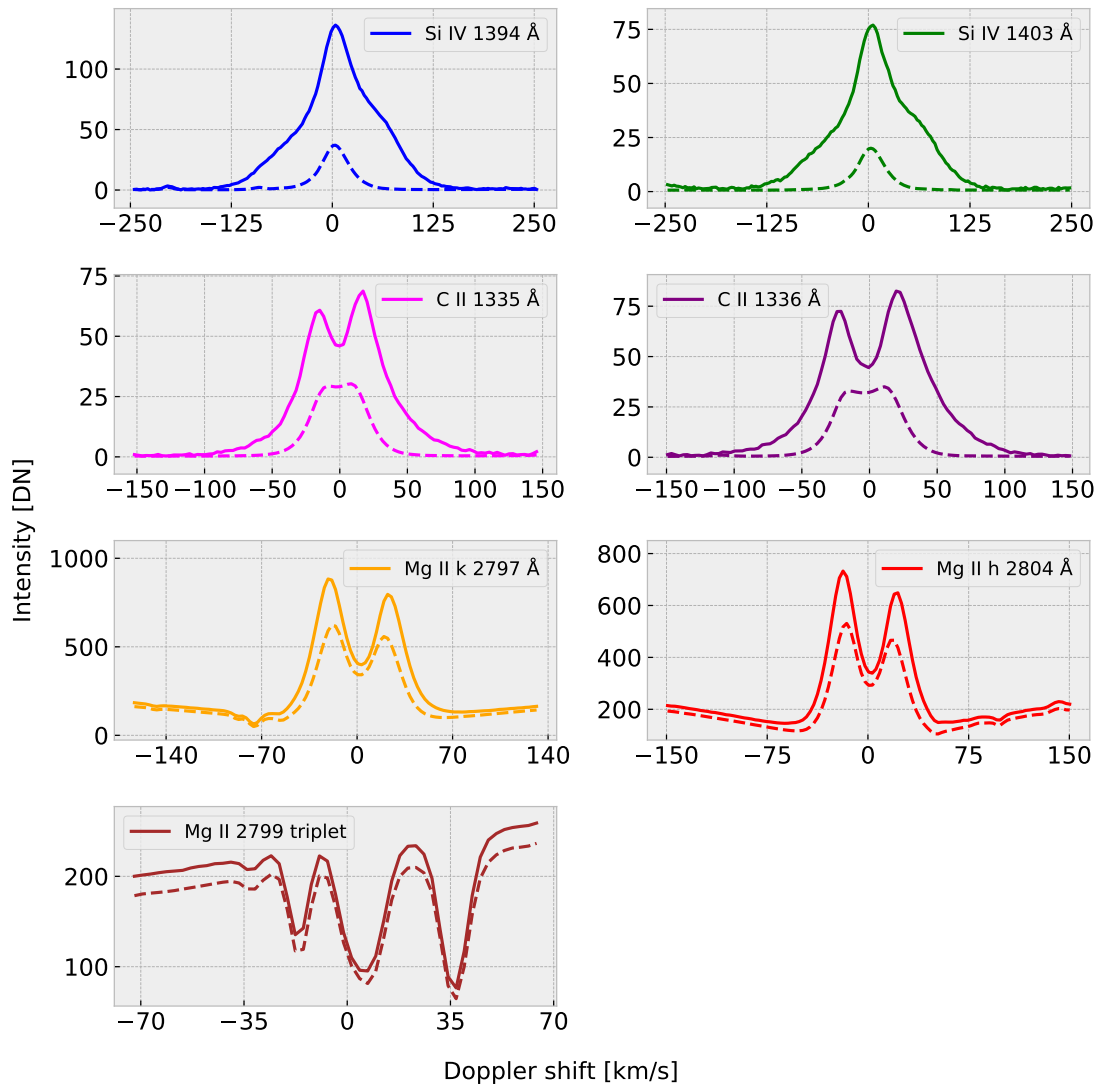 Si IV 1394 Å
Si IV 1403 Å
100
50
0
75
50
25
0
−250 −125 0 125 250
−250 −125 0 125 250
C II 1335 Å
C II 1336 Å
75
50
25
0
75
50
25
0
−150 −100 −50 0 50 100 150
−150 −100 −50 0 50 100 150
Intensity [DN]
Mg II k 2797 Å
Mg II h 2804 Å
1000
500
0
800
600
400
200
−140 −70 0 70 140
−150 −75 0 75 150
Mg II 2799 triplet
200
100
−70 −35 0 35 70
Doppler shift [km/s]